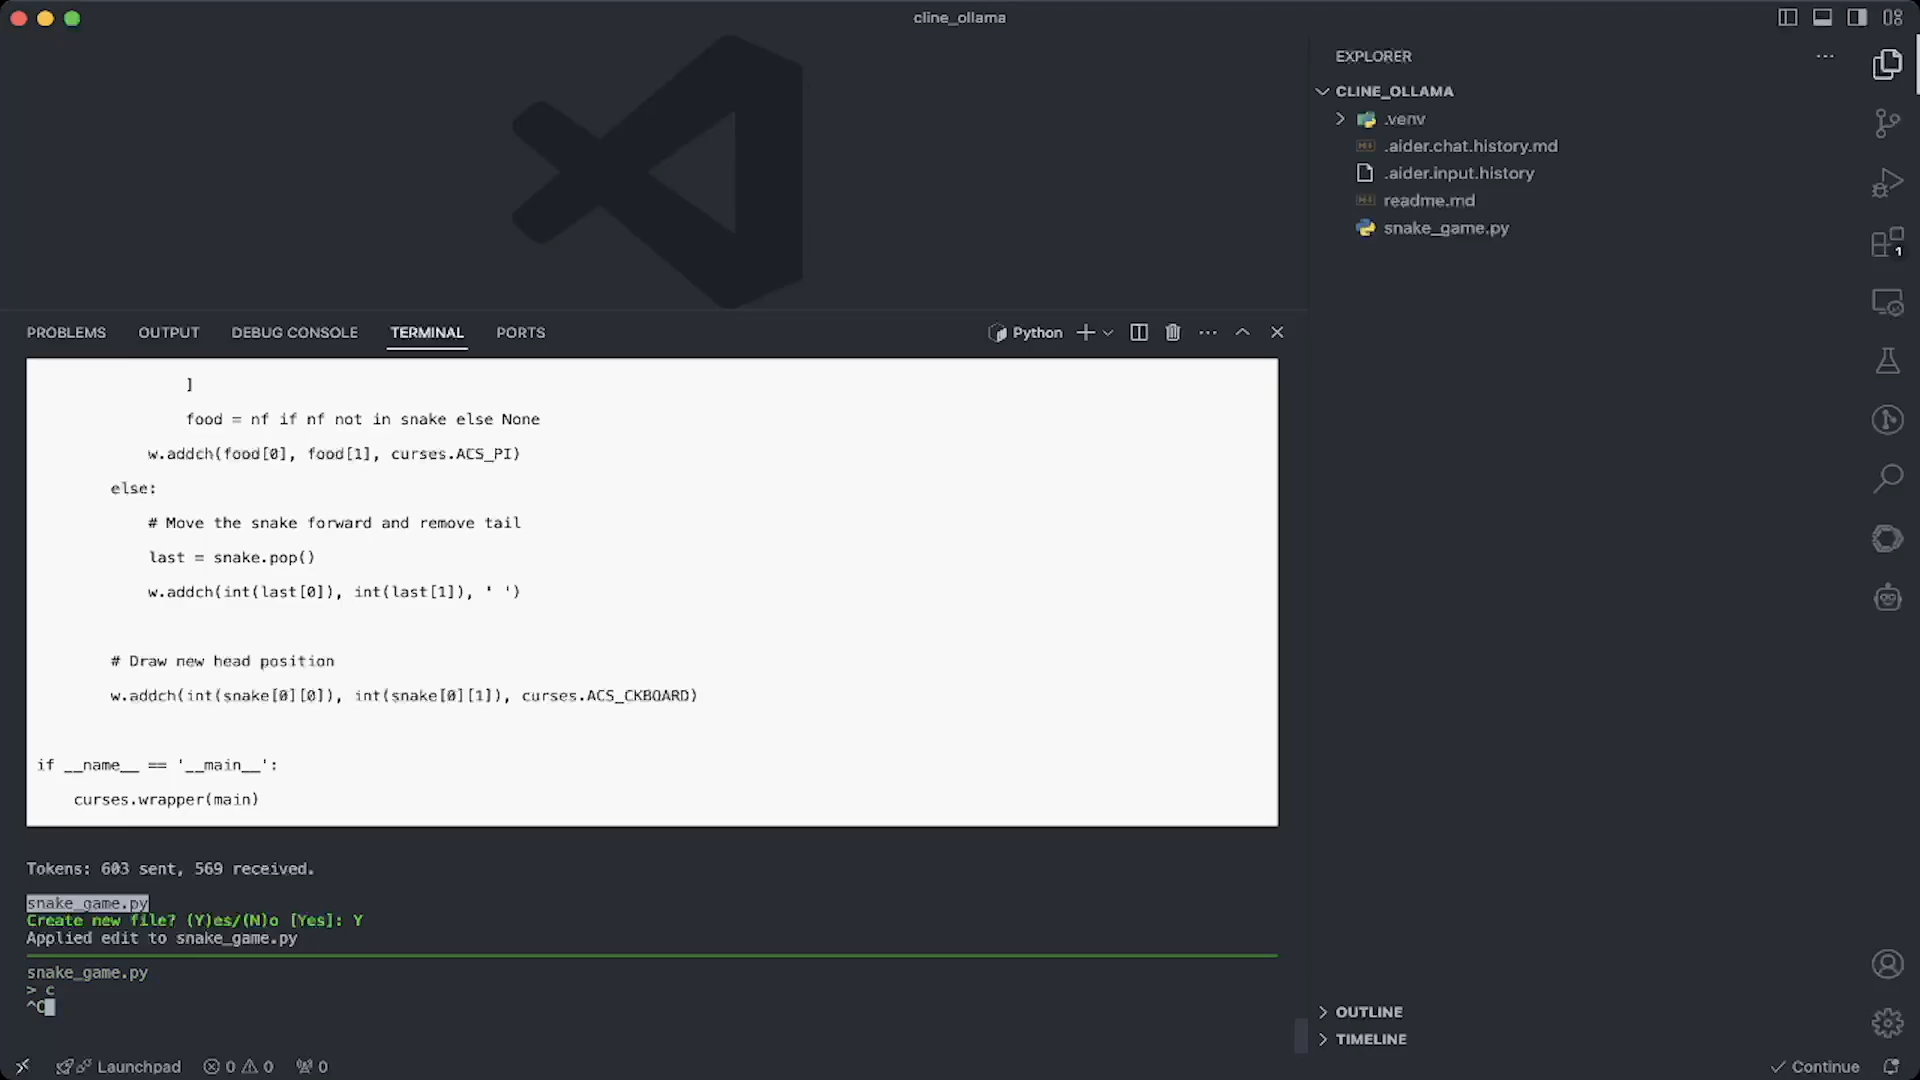 cline_ollama
EXPLORER
CLINE_OLLAMA
.venv
.aider.chat.history.md
.aider.input.history
readme.md
snake_game.py
1
PROBLEMS OUTPUT DEBUG CONSOLE TERMINAL PORTS
Python
]
food = nf if nf not in snake else None
w.addch(food[0], food[1], curses.ACS_PI)
else:
# Move the snake forward and remove tail
last = snake.pop()
w.addch(int(last[0]), int(last[1]), ' ')
# Draw new head position
w.addch(int(snake[0][0]), int(snake[0][1]), curses.ACS_CKBOARD)
if __name__ == '__main__':
curses.wrapper(main)
Tokens: 603 sent, 569 received.
snake_game.py
Create new file? (Y)es/(N)o [Yes]: Y
Applied edit to snake_game.py
snake_game.py
> c
^C
OUTLINE
TIMELINE
Launchpad 0 0 0
Continue